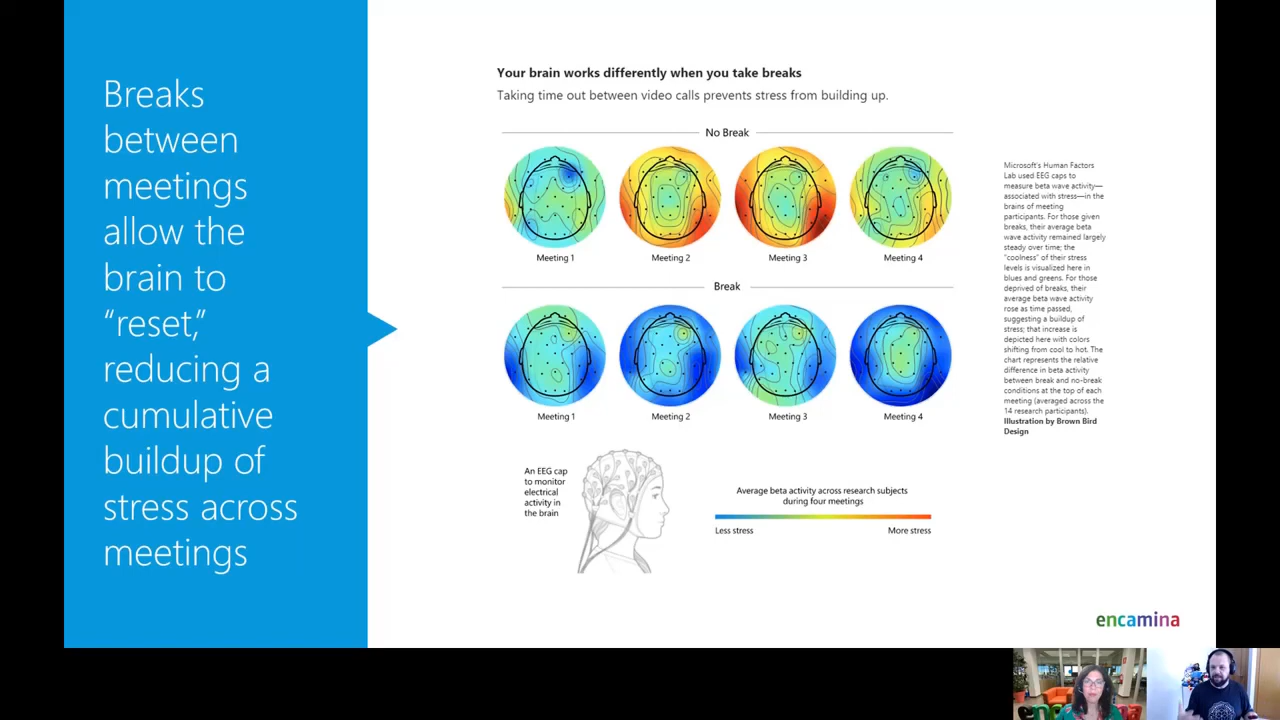 Breaks
between
meetings
allow the
brain to
“reset,”
reducing a
cumulative
buildup of
stress across
meetings
Your brain works differently when you take breaks
Taking time out between video calls prevents stress from building up.
No Break
Meeting 1
Meeting 2
Meeting 3
Meeting 4
Break
Meeting 1
Meeting 2
Meeting 3
Meeting 4
An EEG cap
to monitor
electrical
activity in
the brain
Average beta activity across research subjects
during four meetings
Less stress
More stress
Microsoft's Human Factors
Lab used EEG caps to
measure beta wave activity—
associated with stress—in the
brains of meeting
participants. For those given
breaks, their average beta
wave activity remained largely
steady over time; the
“coolness” of their stress
levels is visualized here in
blues and greens. For those
deprived of breaks, their
average beta wave activity
rose as time passed,
suggesting a buildup of
stress; that increase is
depicted here with colors
shifting from cool to hot. The
chart represents the relative
difference in beta activity
between break and no-break
conditions at the top of each
meeting (averaged across the
14 research participants).
Illustration by Brown Bird
Design
encamina